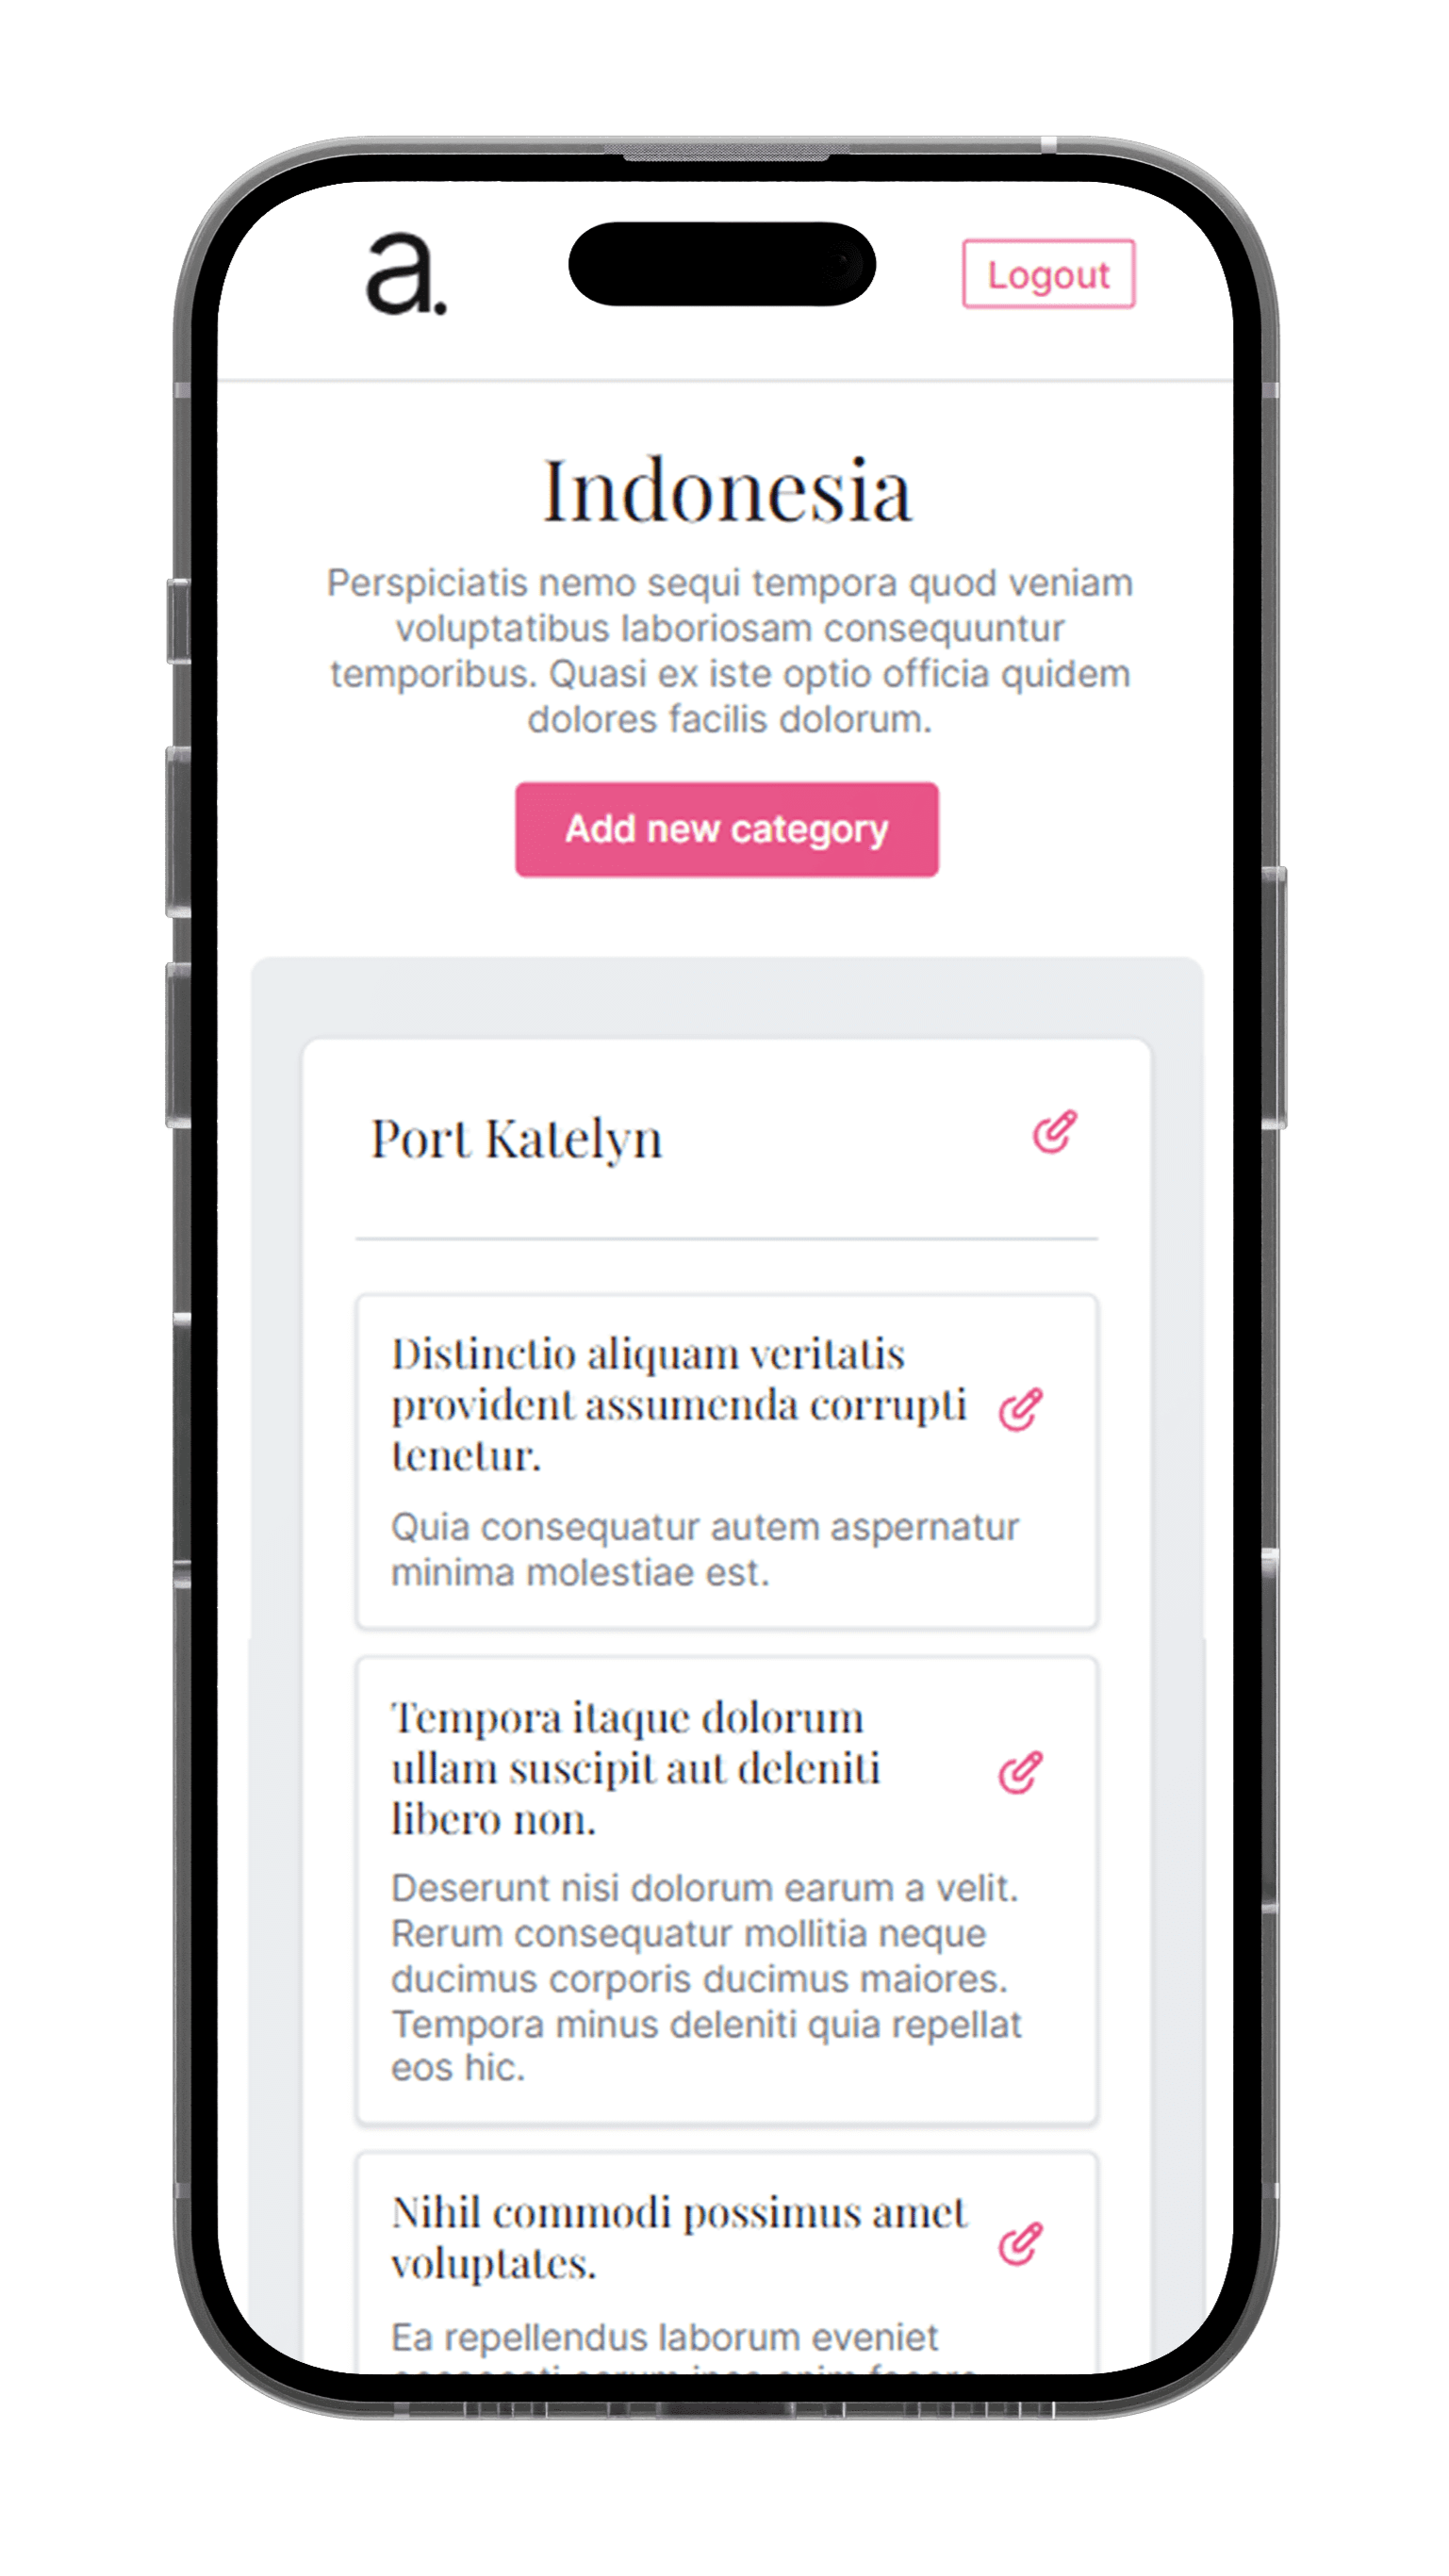 a.
Logout
Indonesia
Perspiciatis nemo sequi tempora quod veniam
voluptatibus laboriosam consequuntur
temporibus. Quasi ex iste optio officia quidem
dolores facilis dolorum.
Add new category
Port Katelyn
Distinctio aliquam veritatis
provident assumenda corrupti
tenetur.
Quia consequatur autem aspernatur
minima molestiae est.
Tempora itaque dolorum
ullam suscipit aut deleniti
libero non.
Deserunt nisi dolorum earum a velit.
Rerum consequatur mollitia neque
ducimus corporis ducimus maiores.
Tempora minus deleniti quia repellat
eos hic.
Nihil commodi possimus amet
voluptates.
Ea repellendus laborum eveniet